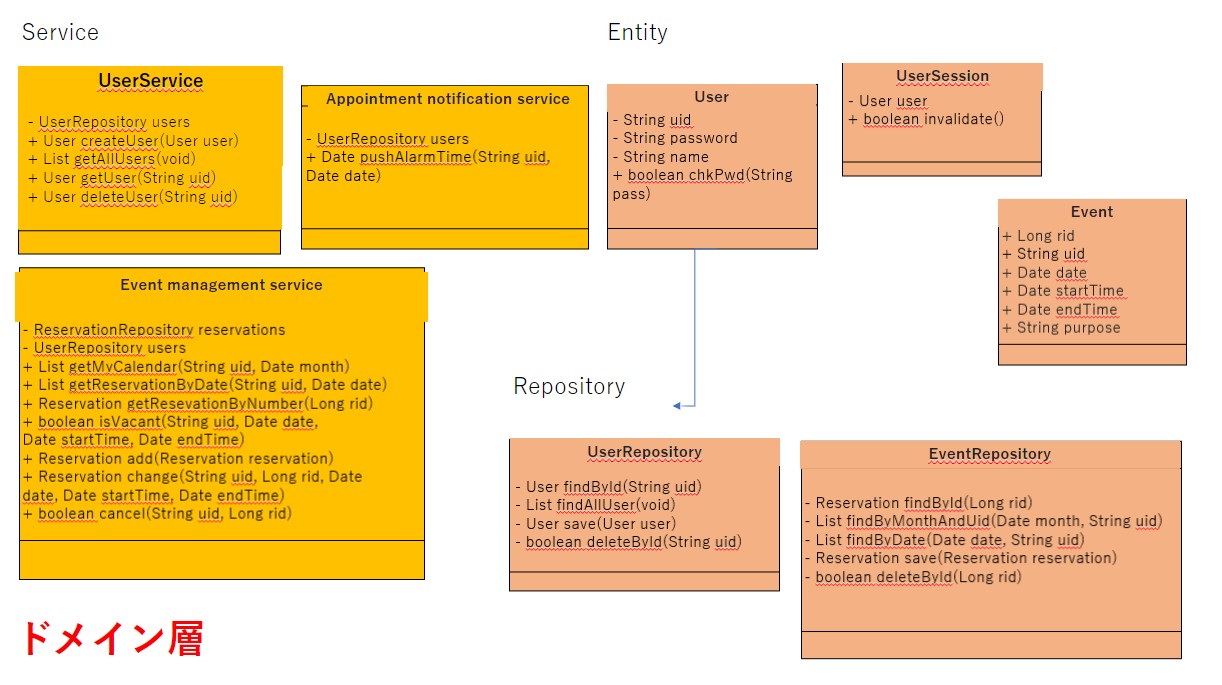 Service
UserService
- UserRepository users
+ User createUser(User user)
+ List getAllUsers(void)
+ User getUser(String uid)
+ User deleteUser(String uid)
Appointment notification service
- UserRepository users
+ Date pushAlarmTime(String uid,
Date date)
Event management service
- ReservationRepository reservations
- UserRepository users
+ List getMyCalendar(String uid, Date month)
+ List getReservationByDate(String uid, Date date)
+ Reservation getResevationByNumber(Long rid)
+ boolean isVacant(String uid, Date date,
Date startTime, Date endTime)
+ Reservation add(Reservation reservation)
+ Reservation change(String uid, Long rid, Date
date, Date startTime, Date endTime)
+ boolean cancel(String uid, Long rid)
ドメイン層
Entity
User
- String uid
- String password
- String name
+ boolean chkPwd(String
pass)
UserSession
- User user
+ boolean invalidate()
Event
+ Long rid
+ String uid
+ Date date
+ Date startTime
+ Date endTime
+ String purpose
Repository
UserRepository
- User findById(String uid)
- List findAllUser(void)
- User save(User user)
- boolean deleteById(String uid)
EventRepository
- Reservation findById(Long rid)
- List findByMonthAndUid(Date month, String uid)
- List findByDate(Date date, String uid)
- Reservation save(Reservation reservation)
- boolean deleteById(Long rid)